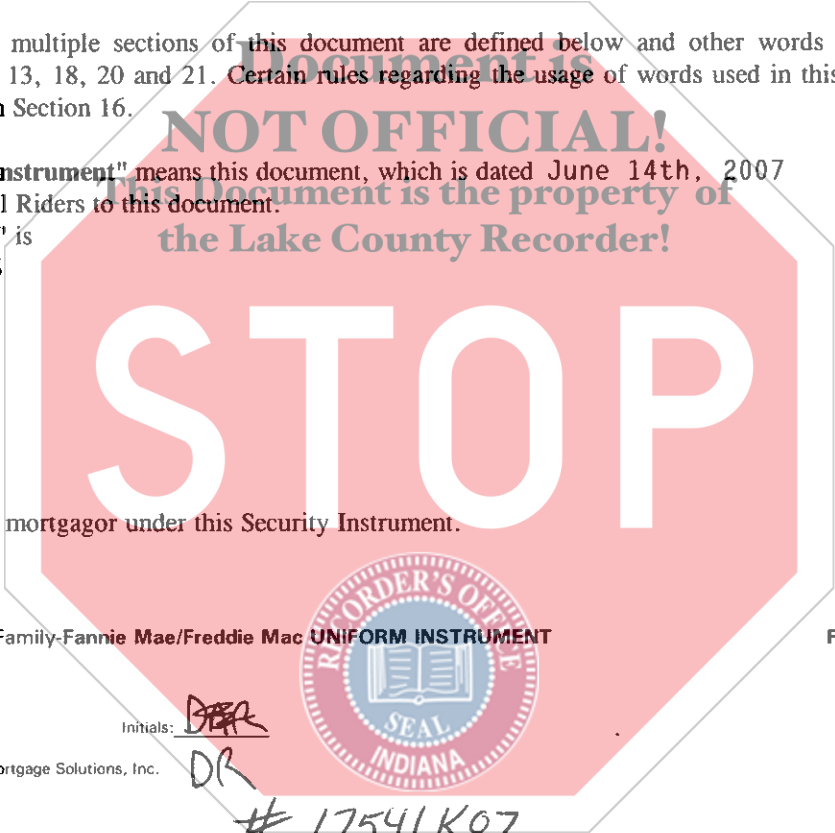 multiple sections of this document are defined below and other words
Document is
13, 18, 20 and 21. Certain rules regarding the usage of words used in this
Section 16.
NOT OFFICIAL!
nstrument" means this document, which is dated June 14th, 2007
This Document is the property of
l Riders to this document.
" is
the Lake County Recorder!
STOP
mortgagor under this Security Instrument.
RECORDER'S OFFICE
SEAL
INDIANA
Family-Fannie Mae/Freddie Mac UNIFORM INSTRUMENT
F
Initials:
ortgage Solutions, Inc. DR
# 17541K07